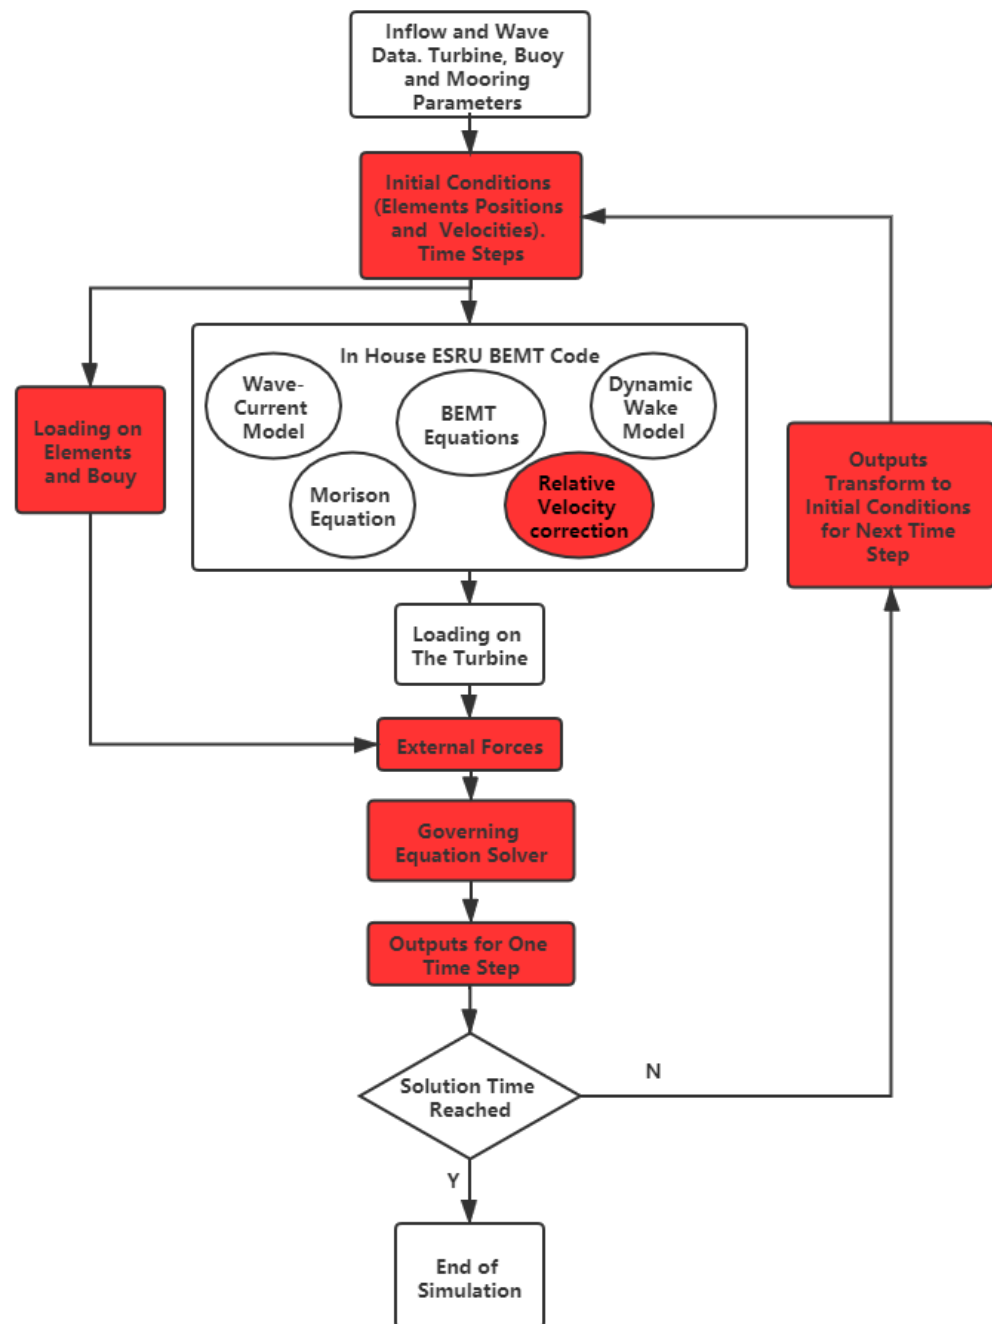 Inflow and Wave
Data. Turbine, Buoy
and Mooring
Parameters
Initial Conditions
(Elements Positions
and Velocities).
Time Steps
In House ESRU BEMT Code
Wave-
Current
Model
BEMT
Equations
Dynamic
Wake
Model
Morison
Equation
Relative
Velocity
correction
Loading on
Elements
and Bouy
Outputs
Transform to
Initial Conditions
for Next Time
Step
Loading on
The Turbine
External Forces
Governing
Equation Solver
Outputs for One
Time Step
Solution Time
Reached
N
Y
End of
Simulation